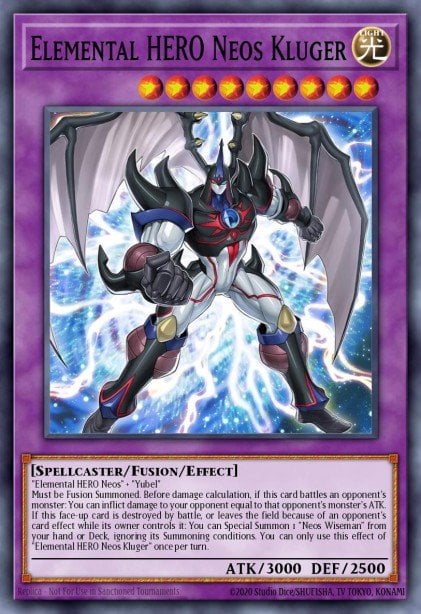 ELEMENTAL HERO NEOS KLUGER
LIGHT
光
[SPELLCASTER/FUSION/EFFECT]
"Elemental HERO Neos" + "Yubel"
Must be Fusion Summoned. Before damage calculation, if this card battles an opponent's
monster: You can inflict damage to your opponent equal to that opponent's monster's ATK.
If this face-up card is destroyed by battle, or leaves the field because of an opponent's
card effect while its owner controls it: You can Special Summon 1 "Neos Wiseman" from
your hand or Deck, ignoring its Summoning conditions. You can only use this effect of
"Elemental HERO Neos Kluger" once per turn.
ATK/3000 DEF/2500
Replica - Not For Use in Sanctioned Tournaments ©2020 Studio Dice/SHUEISHA, TV TOKYO, KONAMI